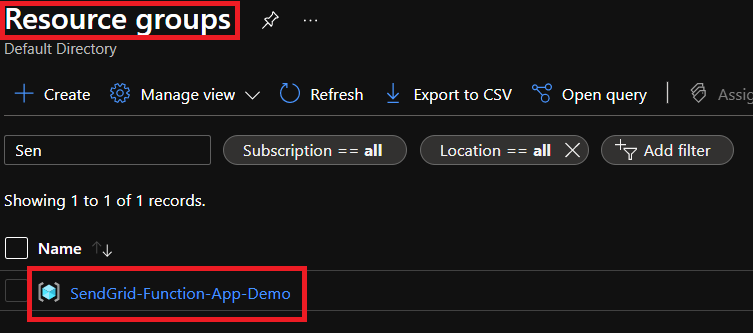 Resource groups
Default Directory
Create Manage view Refresh Export to CSV Open query Assig
Sen Subscription == all Location == all Add filter
Showing 1 to 1 of 1 records.
Name
SendGrid-Function-App-Demo